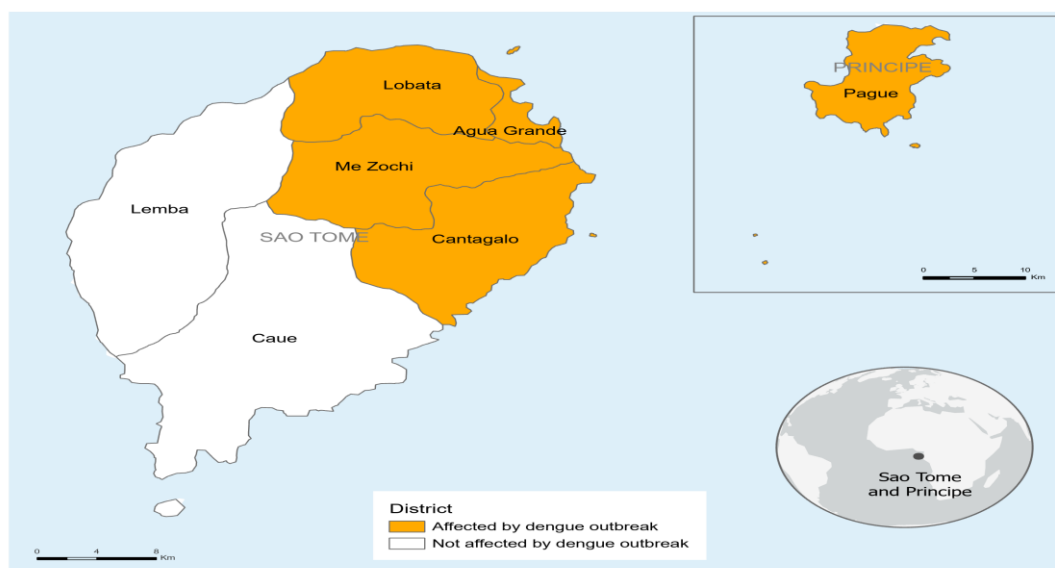 Lobata
Agua Grande
Me Zochi
Lemba
SAO TOME
Cantagalo
Caue
PRINCIPE
Pague
0 5 10
Km
Sao Tome
and Principe
District
Affected by dengue outbreak
Not affected by dengue outbreak
0 4 8
Km